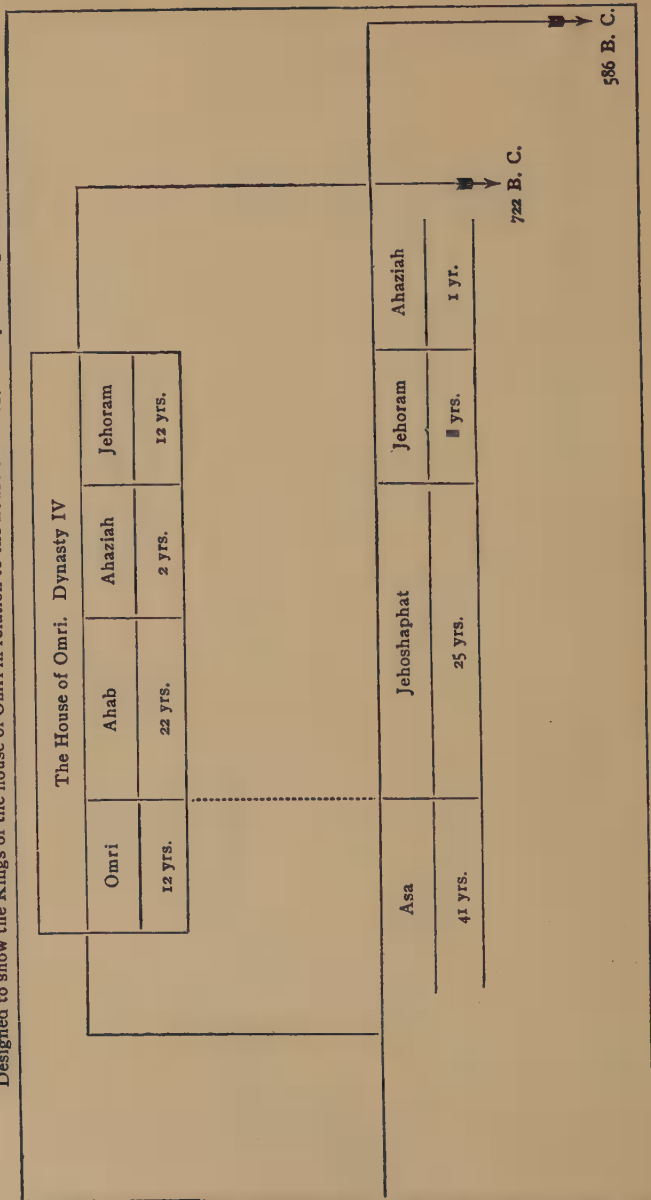 Designed to show the Kings of the house of Omri in relation to the
The House of Omri. Dynasty IV
Omri Ahab Ahaziah Jehoram
12 yrs. 22 yrs. 2 yrs. 12 yrs.
Asa Jehoshaphat Jehoram Ahaziah
41 yrs. 25 yrs. yrs. 1 yr.
722 B. C.
586 B. C.